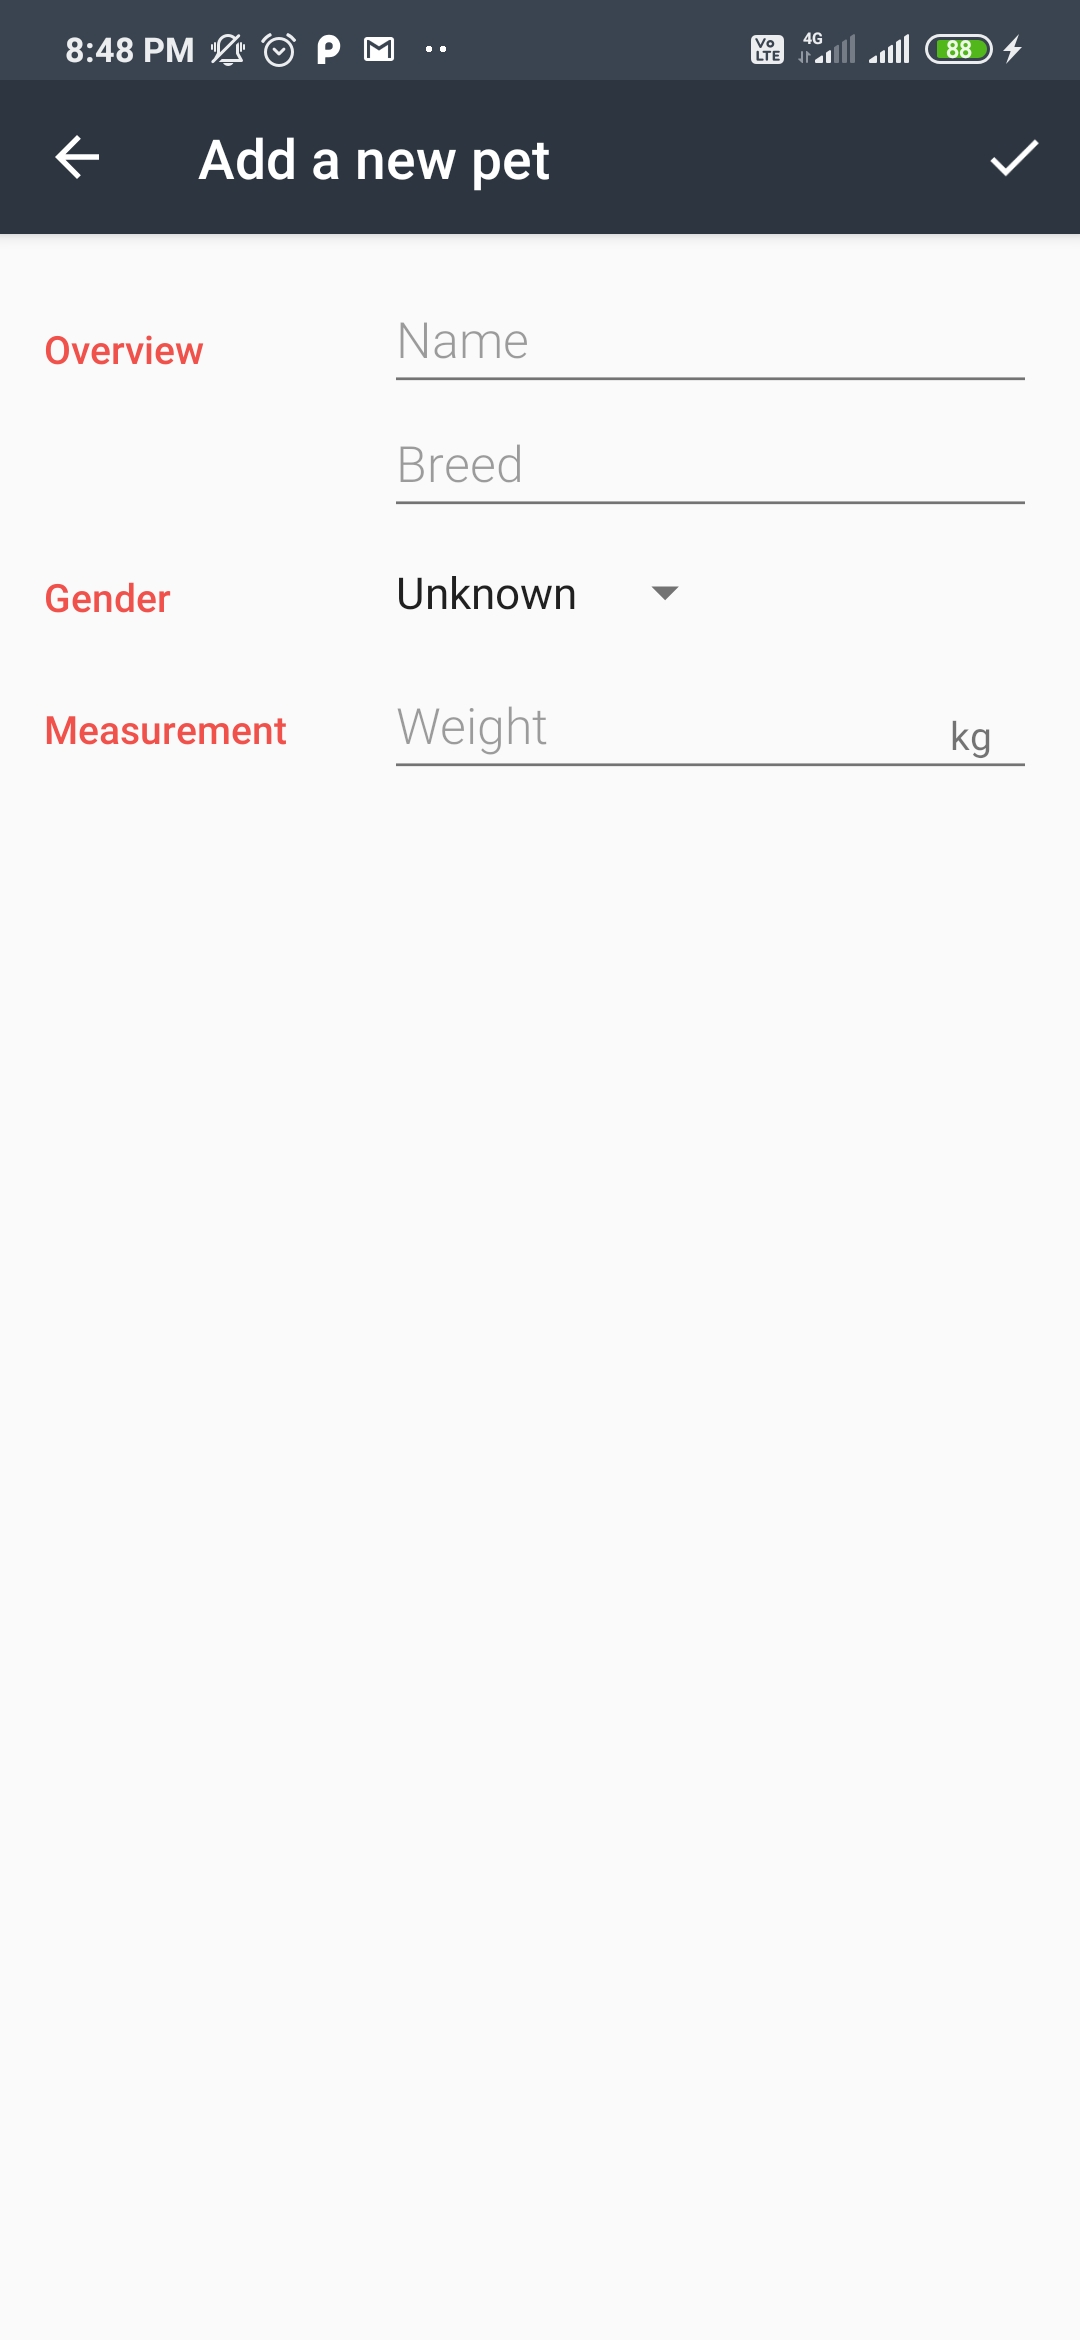 8:48 PM
Vo LTE
4G
88
Add a new pet
Overview
Name
Breed
Gender
Unknown
Measurement
Weight
kg